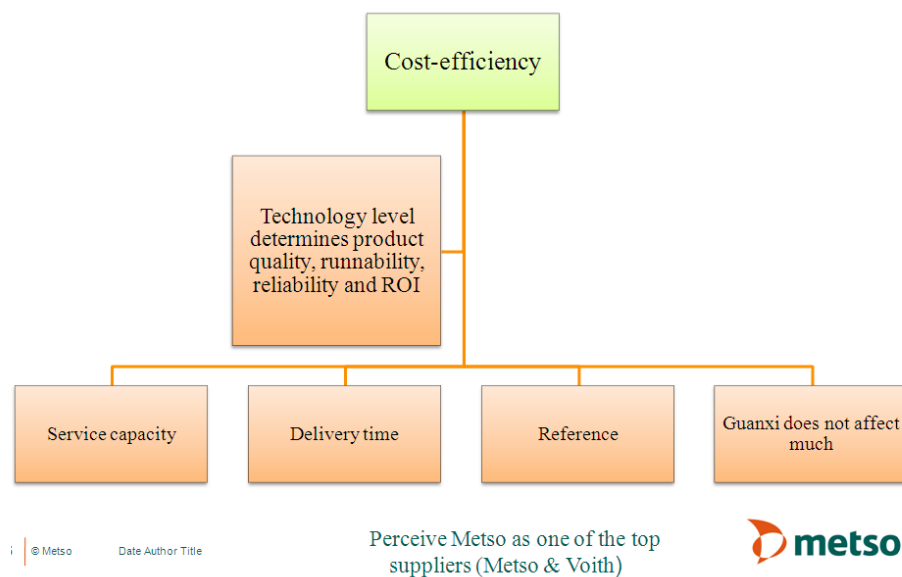 Cost-efficiency
Technology level
determines product
quality, runnability,
reliability and ROI
Service capacity
Delivery time
Reference
Guanxi does not affect
much
© Metso Date Author Title
Perceive Metso as one of the top
suppliers (Metso & Voith)
metso